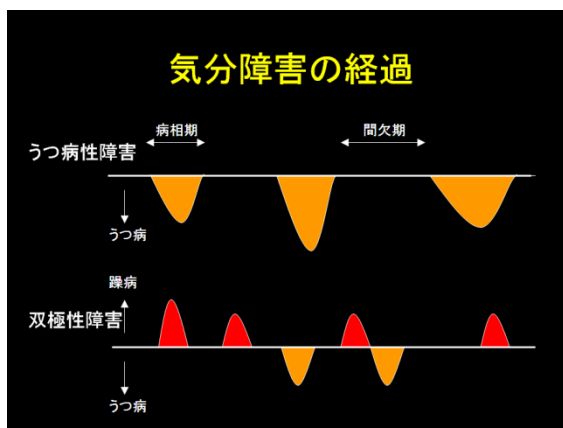 気分障害の経過
病相期
間欠期
うつ病性障害
うつ病
躁病
双極性障害
うつ病